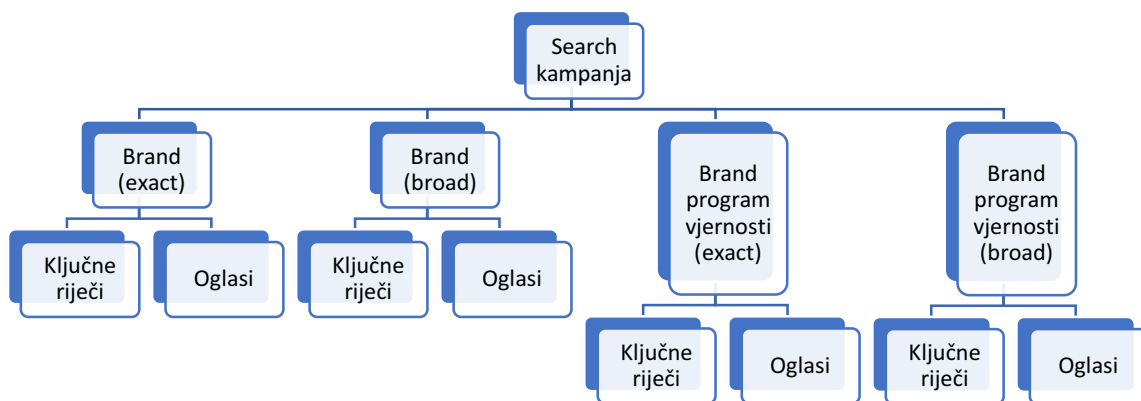 Search
kampanja
Brand
(exact)
Brand
(broad)
Brand
program
vjernosti
(exact)
Brand
program
vjernosti
(broad)
Ključne
riječi
Oglasi
Ključne
riječi
Oglasi
Ključne
riječi
Oglasi
Ključne
riječi
Oglasi